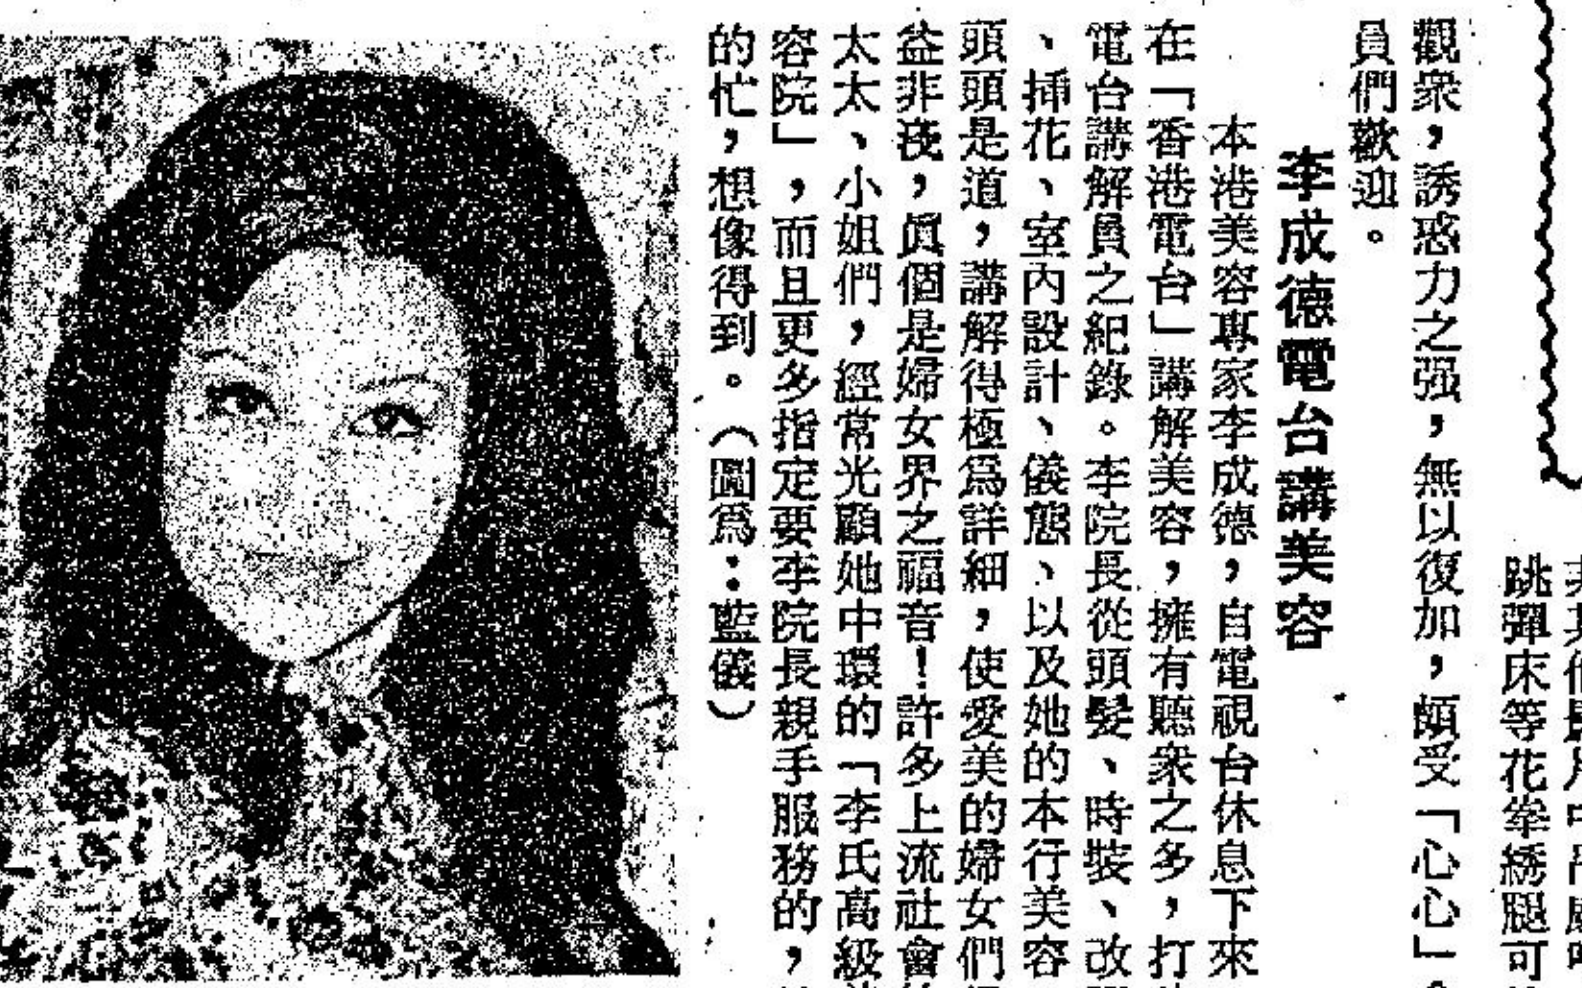 跳彈床等花拳綉腿可
觀衆，誘惑力之强，無以復加，頗受「心心」
員們歡迎。
李成德電台講美容
本港美容專家李成德，自電視台休息下來
在「香港電台」講解美容，擁有聽衆之多，打
電台講解員之紀錄。李院長從頭髮、時裝、改
、揷花、室內設計、儀態、以及她的本行美容
頭頭是道，講解得極爲詳細，使愛美的婦女們
益非淺，眞個是婦女界之福音！許多上流社會
太太、小姐們，經常光顧她中環的「李氏高級
容院」，而且更多指定要李院長親手服務的，
的忙，想像得到。（圖爲：藍儀）